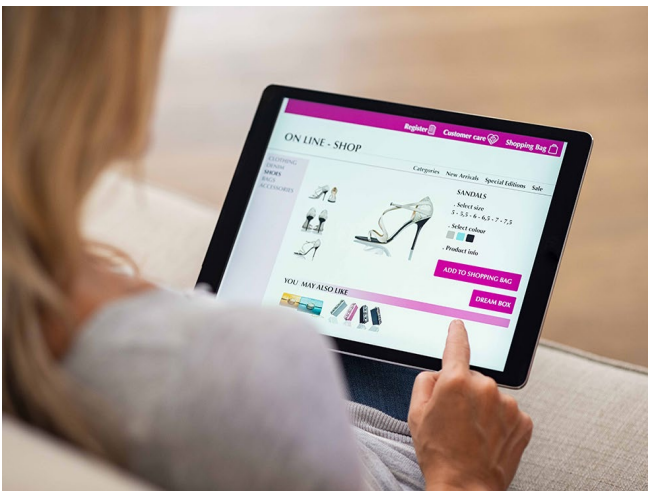 Register Customer care Shopping Bag
ON LINE - SHOP
Categories New Arrivals Special Editions Sale
CLOTHING
DENIM
SHOES
BAGS
ACCESSORIES
SANDALS
. Select size
5 - 5,5 - 6 - 6,5 - 7 - 7,5
. Select colour
. Product info
ADD TO SHOPPING BAG
DREAM BOX
YOU MAY ALSO LIKE